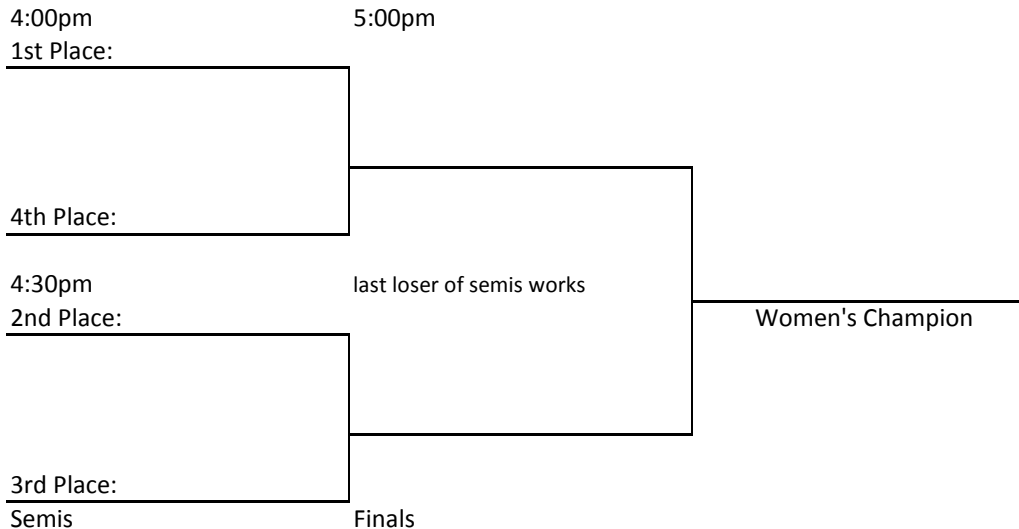 4:00pm 5:00pm
1st Place:
4th Place:
4:30pm last loser of semis works
2nd Place: Women's Champion
3rd Place:
Semis Finals